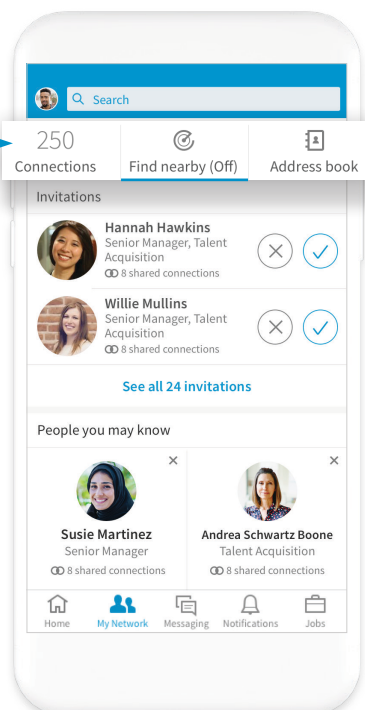 Search
250
Connections
Find nearby (Off)
Address book
Invitations
Hannah Hawkins
Senior Manager, Talent
Acquisition
8 shared connections
Willie Mullins
Senior Manager, Talent
Acquisition
8 shared connections
See all 24 invitations
People you may know
Susie Martinez
Senior Manager
8 shared connections
Andrea Schwartz Boone
Talent Acquisition
8 shared connections
Home
My Network
Messaging
Notifications
Jobs